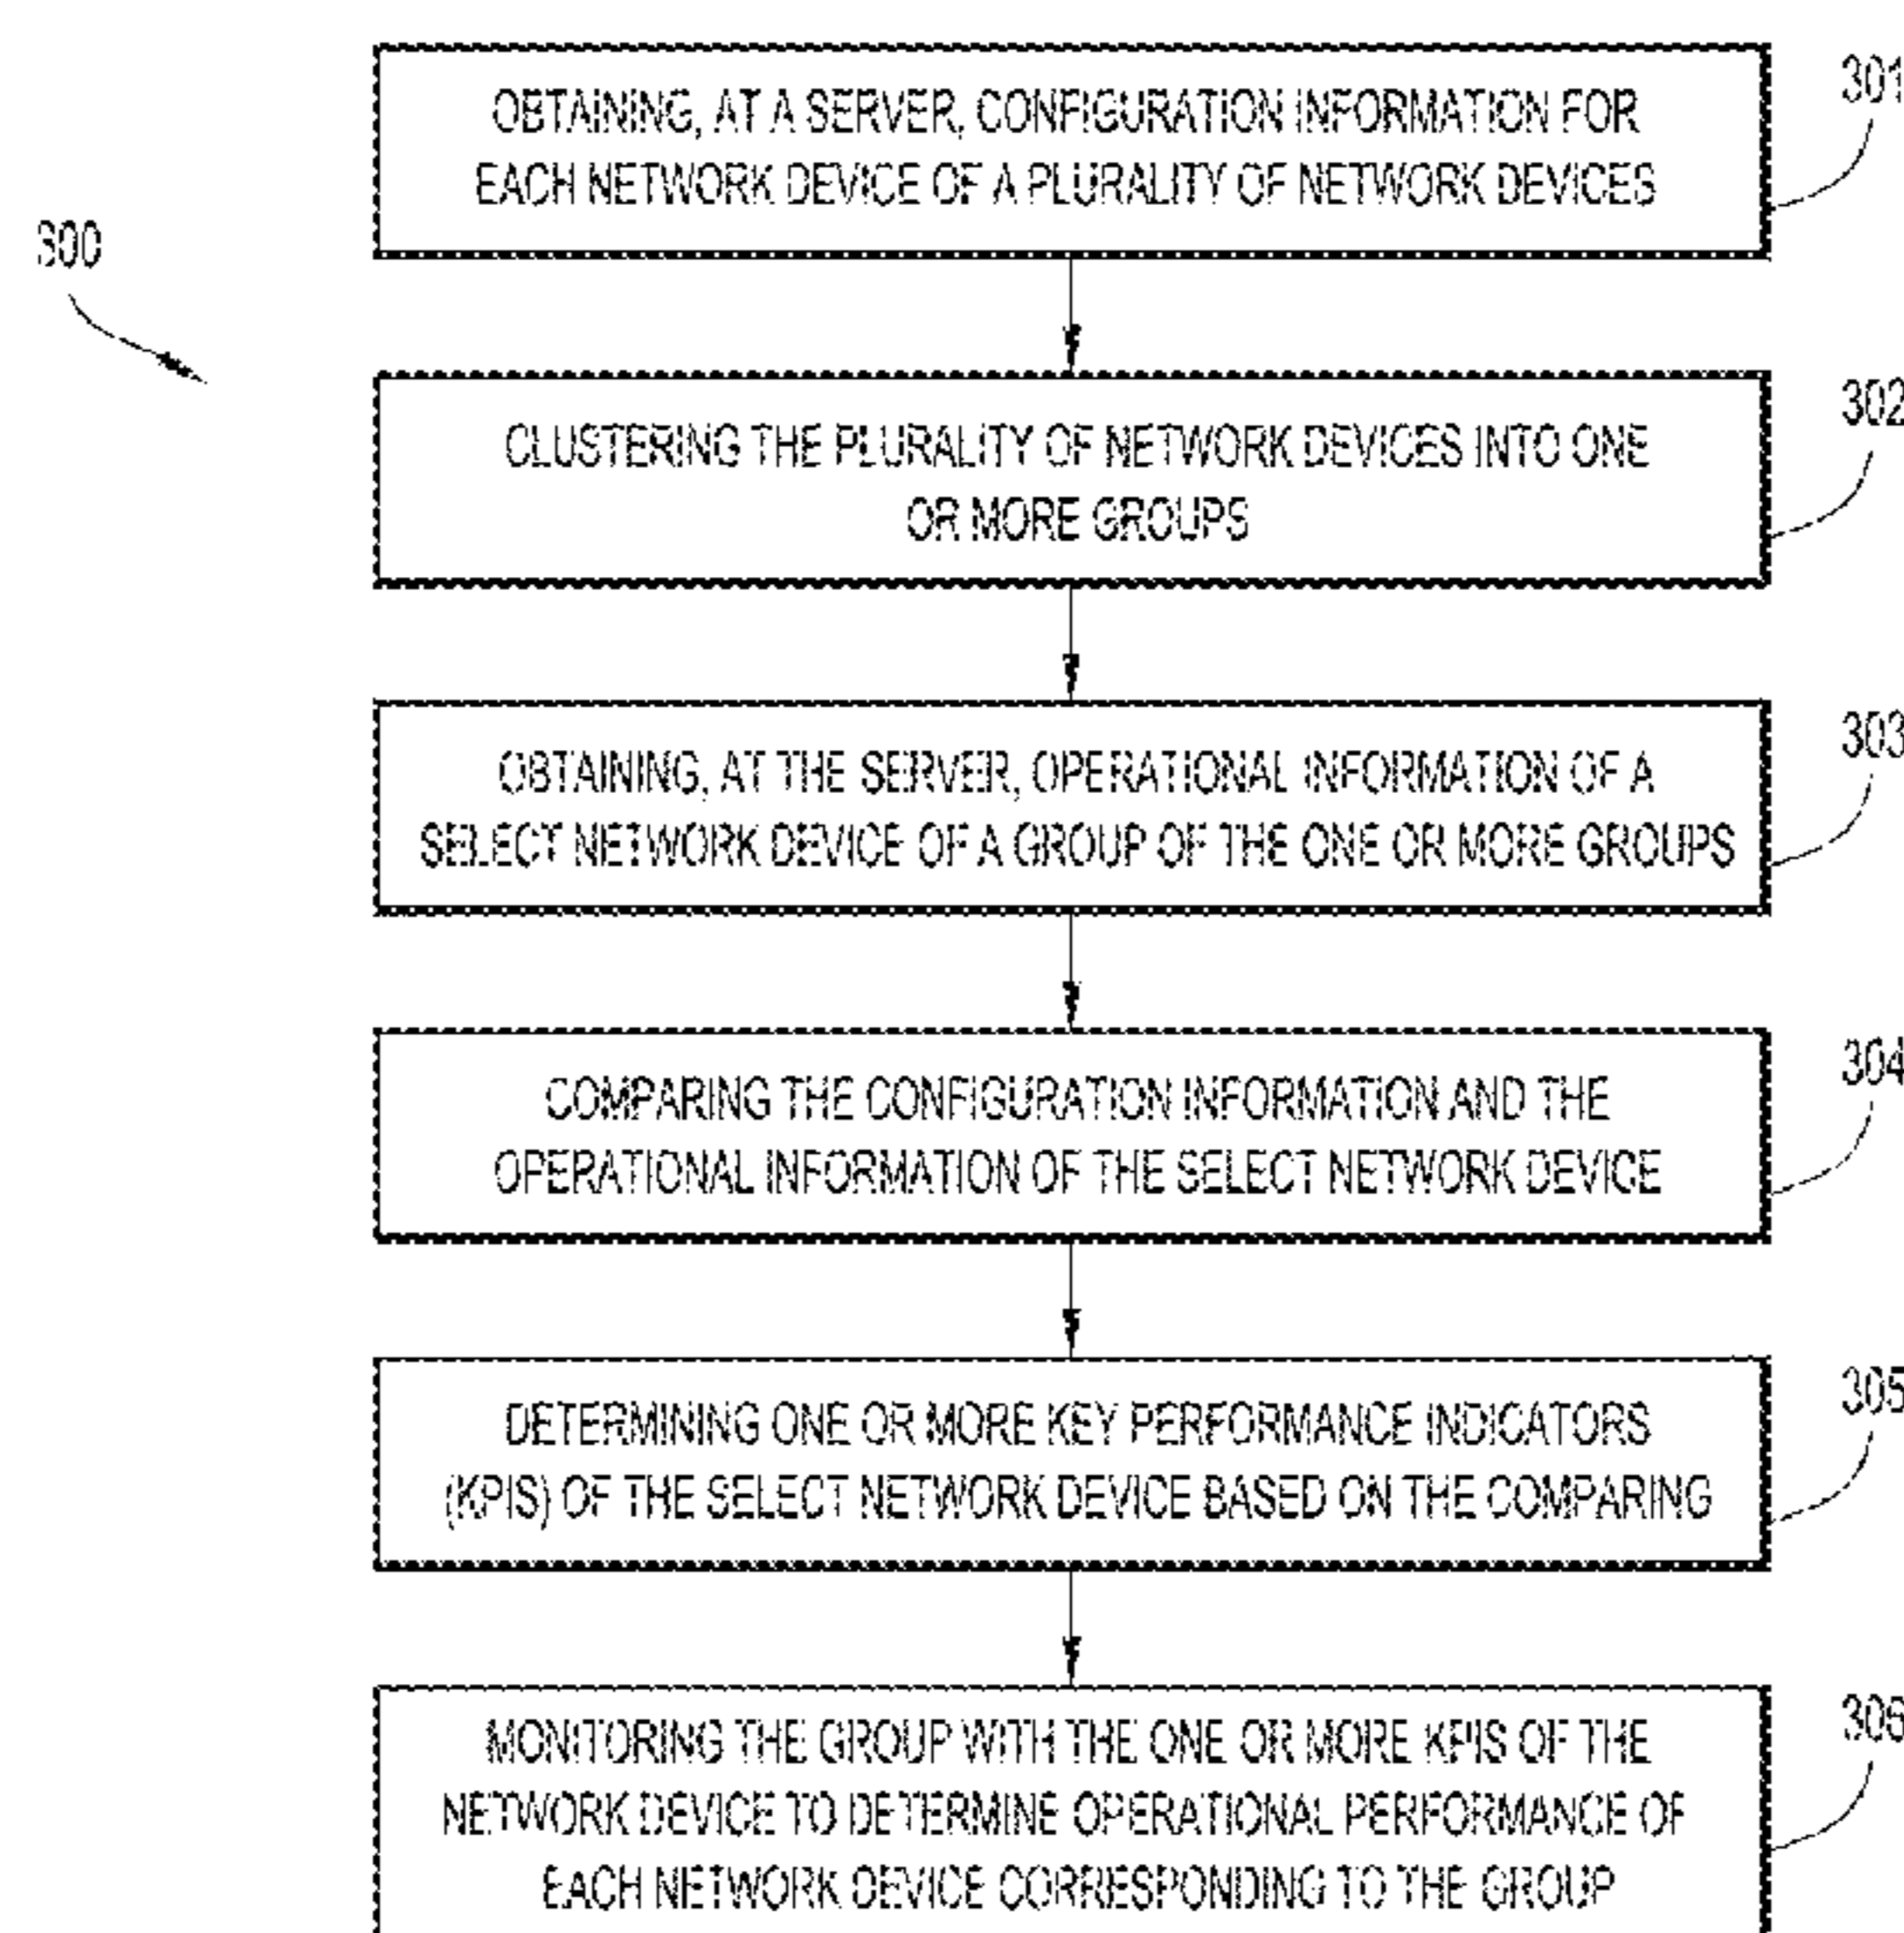 301
OBTAINING, AT A SERVER, CONFIGURATION INFORMATION FOR
EACH NETWORK DEVICE OF A PLURALITY OF NETWORK DEVICES
300
302
CLUSTERING THE PLURALITY OF NETWORK DEVICES INTO ONE
OR MORE GROUPS
303
OBTAINING, AT THE SERVER, OPERATIONAL INFORMATION OF A
SELECT NETWORK DEVICE OF A GROUP OF THE ONE OR MORE GROUPS
304
COMPARING THE CONFIGURATION INFORMATION AND THE
OPERATIONAL INFORMATION OF THE SELECT NETWORK DEVICE
305
DETERMINING ONE OR MORE KEY PERFORMANCE INDICATORS
(KPIS) OF THE SELECT NETWORK DEVICE BASED ON THE COMPARING
306
MONITORING THE GROUP WITH THE ONE OR MORE KPIS OF THE
NETWORK DEVICE TO DETERMINE OPERATIONAL PERFORMANCE OF
EACH NETWORK DEVICE CORRESPONDING TO THE GROUP